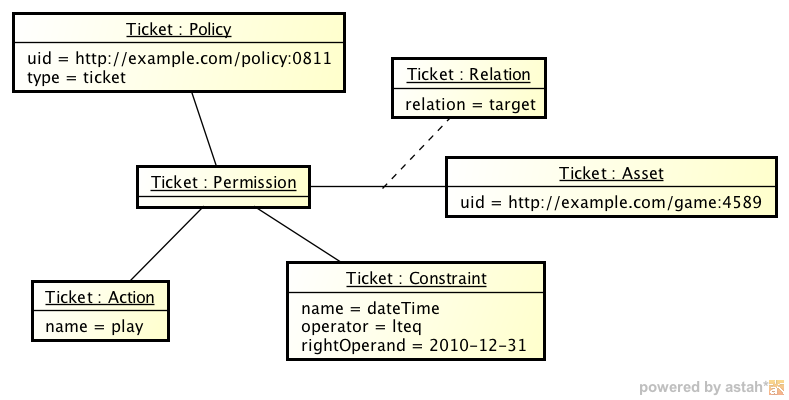 Ticket : Policy
uid = http://example.com/policy:0811
type = ticket
Ticket : Relation
relation = target
Ticket : Permission
Ticket : Asset
uid = http://example.com/game:4589
Ticket : Action
name = play
Ticket : Constraint
name = dateTime
operator = lteq
rightOperand = 2010-12-31
powered by astah*